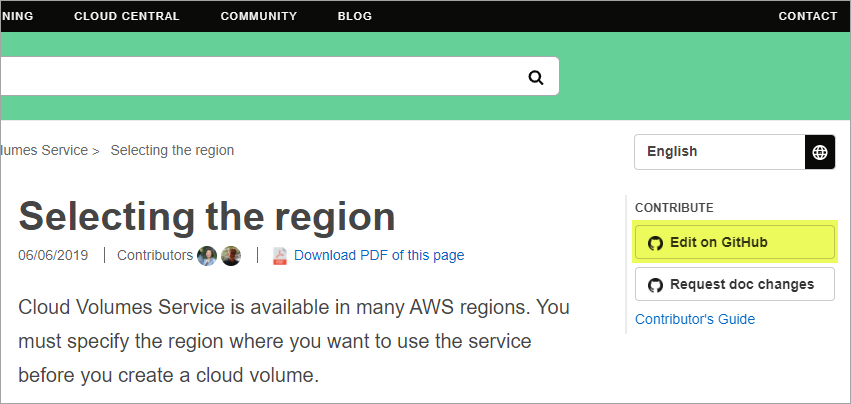 NING CLOUD CENTRAL COMMUNITY BLOG CONTACT
lumes Service > Selecting the region
English
Selecting the region
06/06/2019 Contributors Download PDF of this page
Cloud Volumes Service is available in many AWS regions. You
must specify the region where you want to use the service
before you create a cloud volume.
CONTRIBUTE
Edit on GitHub
Request doc changes
Contributor's Guide